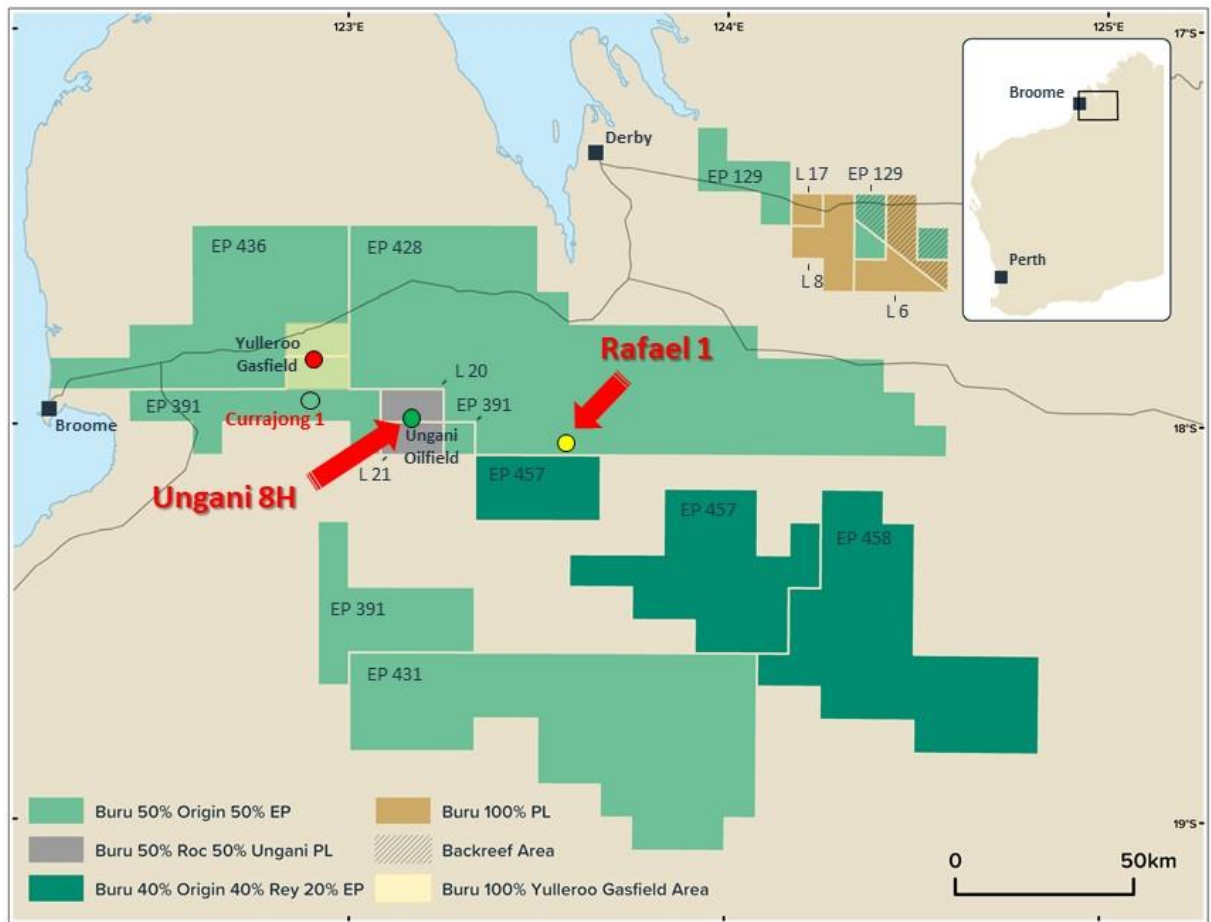 123°E
124°E
125°E
17°S
Broome
Perth
Derby
EP 129
L 17
EP 129
L 8
L 6
EP 436
EP 428
Yulleroo
Gasfield
Rafael 1
L 20
EP 391
EP 391
Currajong 1
Broome
Ungani
Oilfield
18°S
L 21
EP 457
Ungani 8H
EP 457
EP 458
EP 391
EP 431
Buru 50% Origin 50% EP
Buru 50% Roc 50% Ungani PL
Buru 40% Origin 40% Rey 20% EP
Buru 100% PL
Backreef Area
Buru 100% Yulleroo Gasfield Area
19°S
0 50km